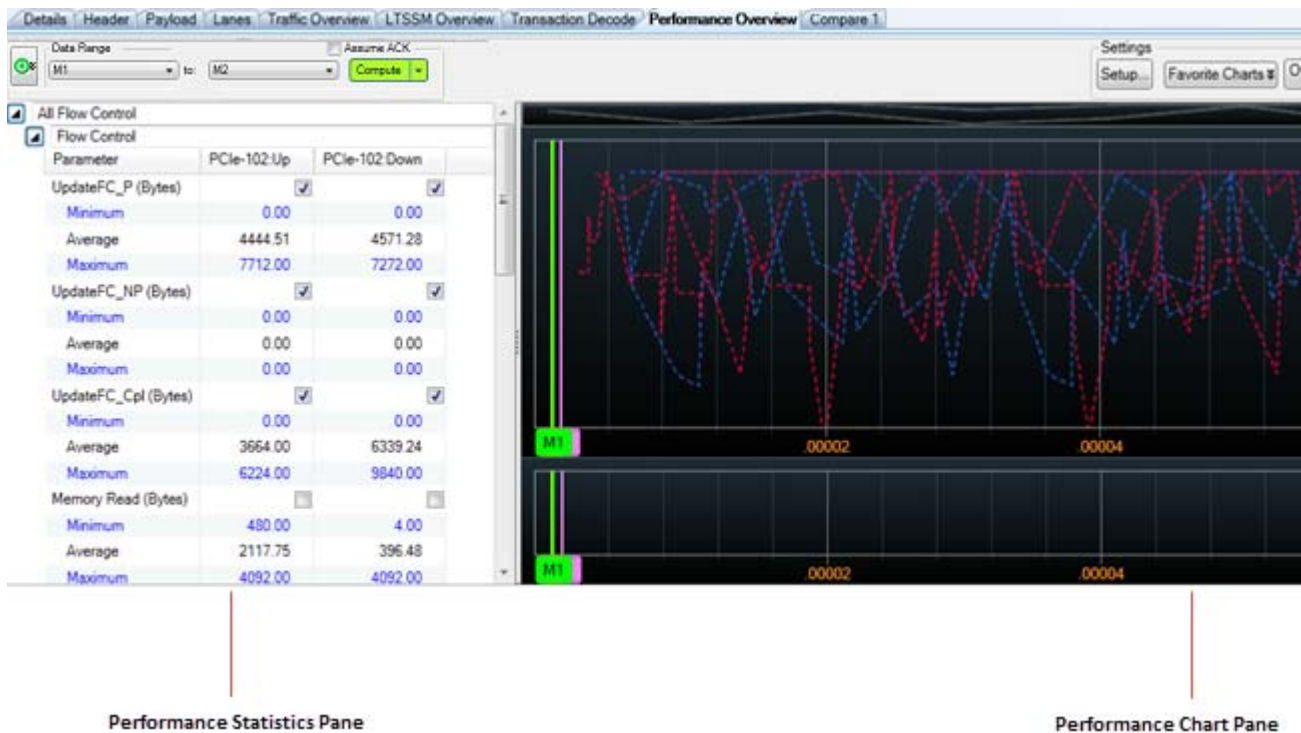 Details Header Payload Lanes Traffic Overview LTSSM Overview Transaction Decode Performance Overview Compare 1
Data Range Assume ACK Settings
M1 to: M2 Compute Setup... Favorite Charts
All Flow Control
Flow Control
Parameter PCIe-102:Up PCIe-102:Down
UpdateFC_P (Bytes)
Minimum 0.00 0.00
Average 4444.51 4571.28
Maximum 7712.00 7272.00
UpdateFC_NP (Bytes)
Minimum 0.00 0.00
Average 0.00 0.00
Maximum 0.00 0.00
UpdateFC_Cpl (Bytes)
Minimum 0.00 0.00
Average 3664.00 6339.24
Maximum 6224.00 9840.00
Memory Read (Bytes)
Minimum 480.00 4.00
Average 2117.75 396.48
Maximum 4092.00 4092.00
M1 .00002 .00004
M1 .00002 .00004
Performance Statistics Pane Performance Chart Pane